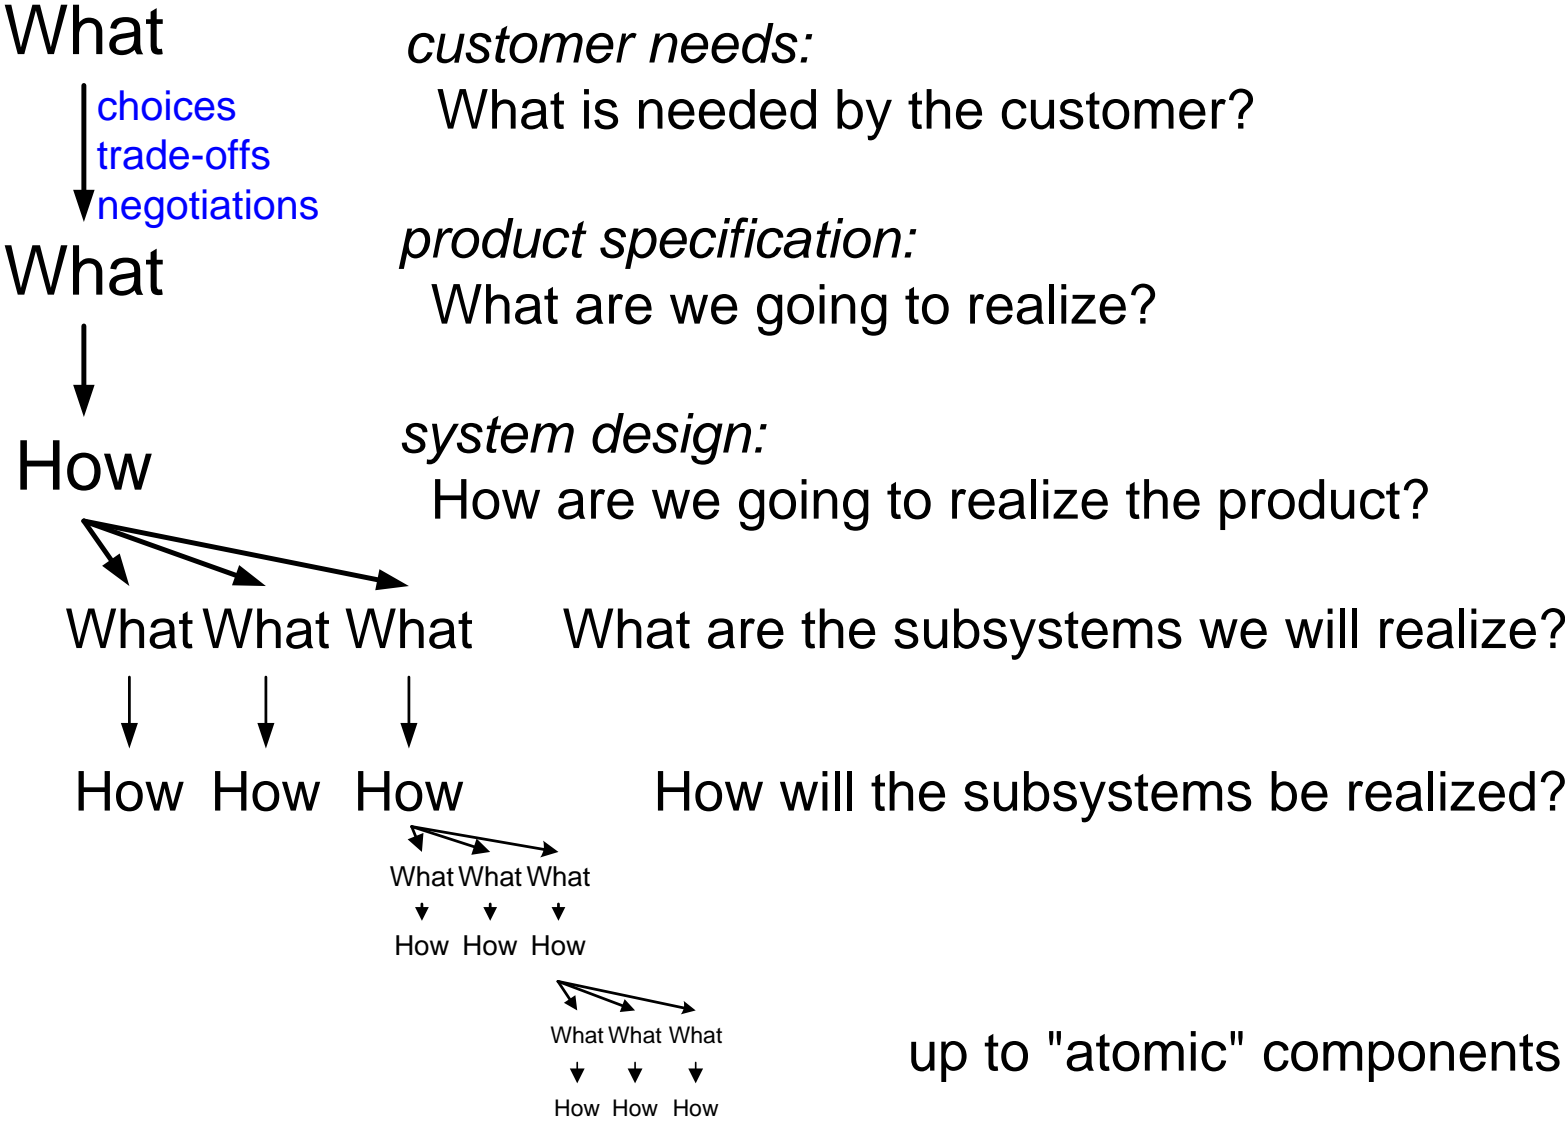 What
customer needs:
choices
What is needed by the customer?
trade-offs
negotiations
What
product specification:
What are we going to realize?
How
system design:
How are we going to realize the product?
What What What
What are the subsystems we will realize?
How How How
How will the subsystems be realized?
What What What
How How How
What What What
up to "atomic" components
How How How